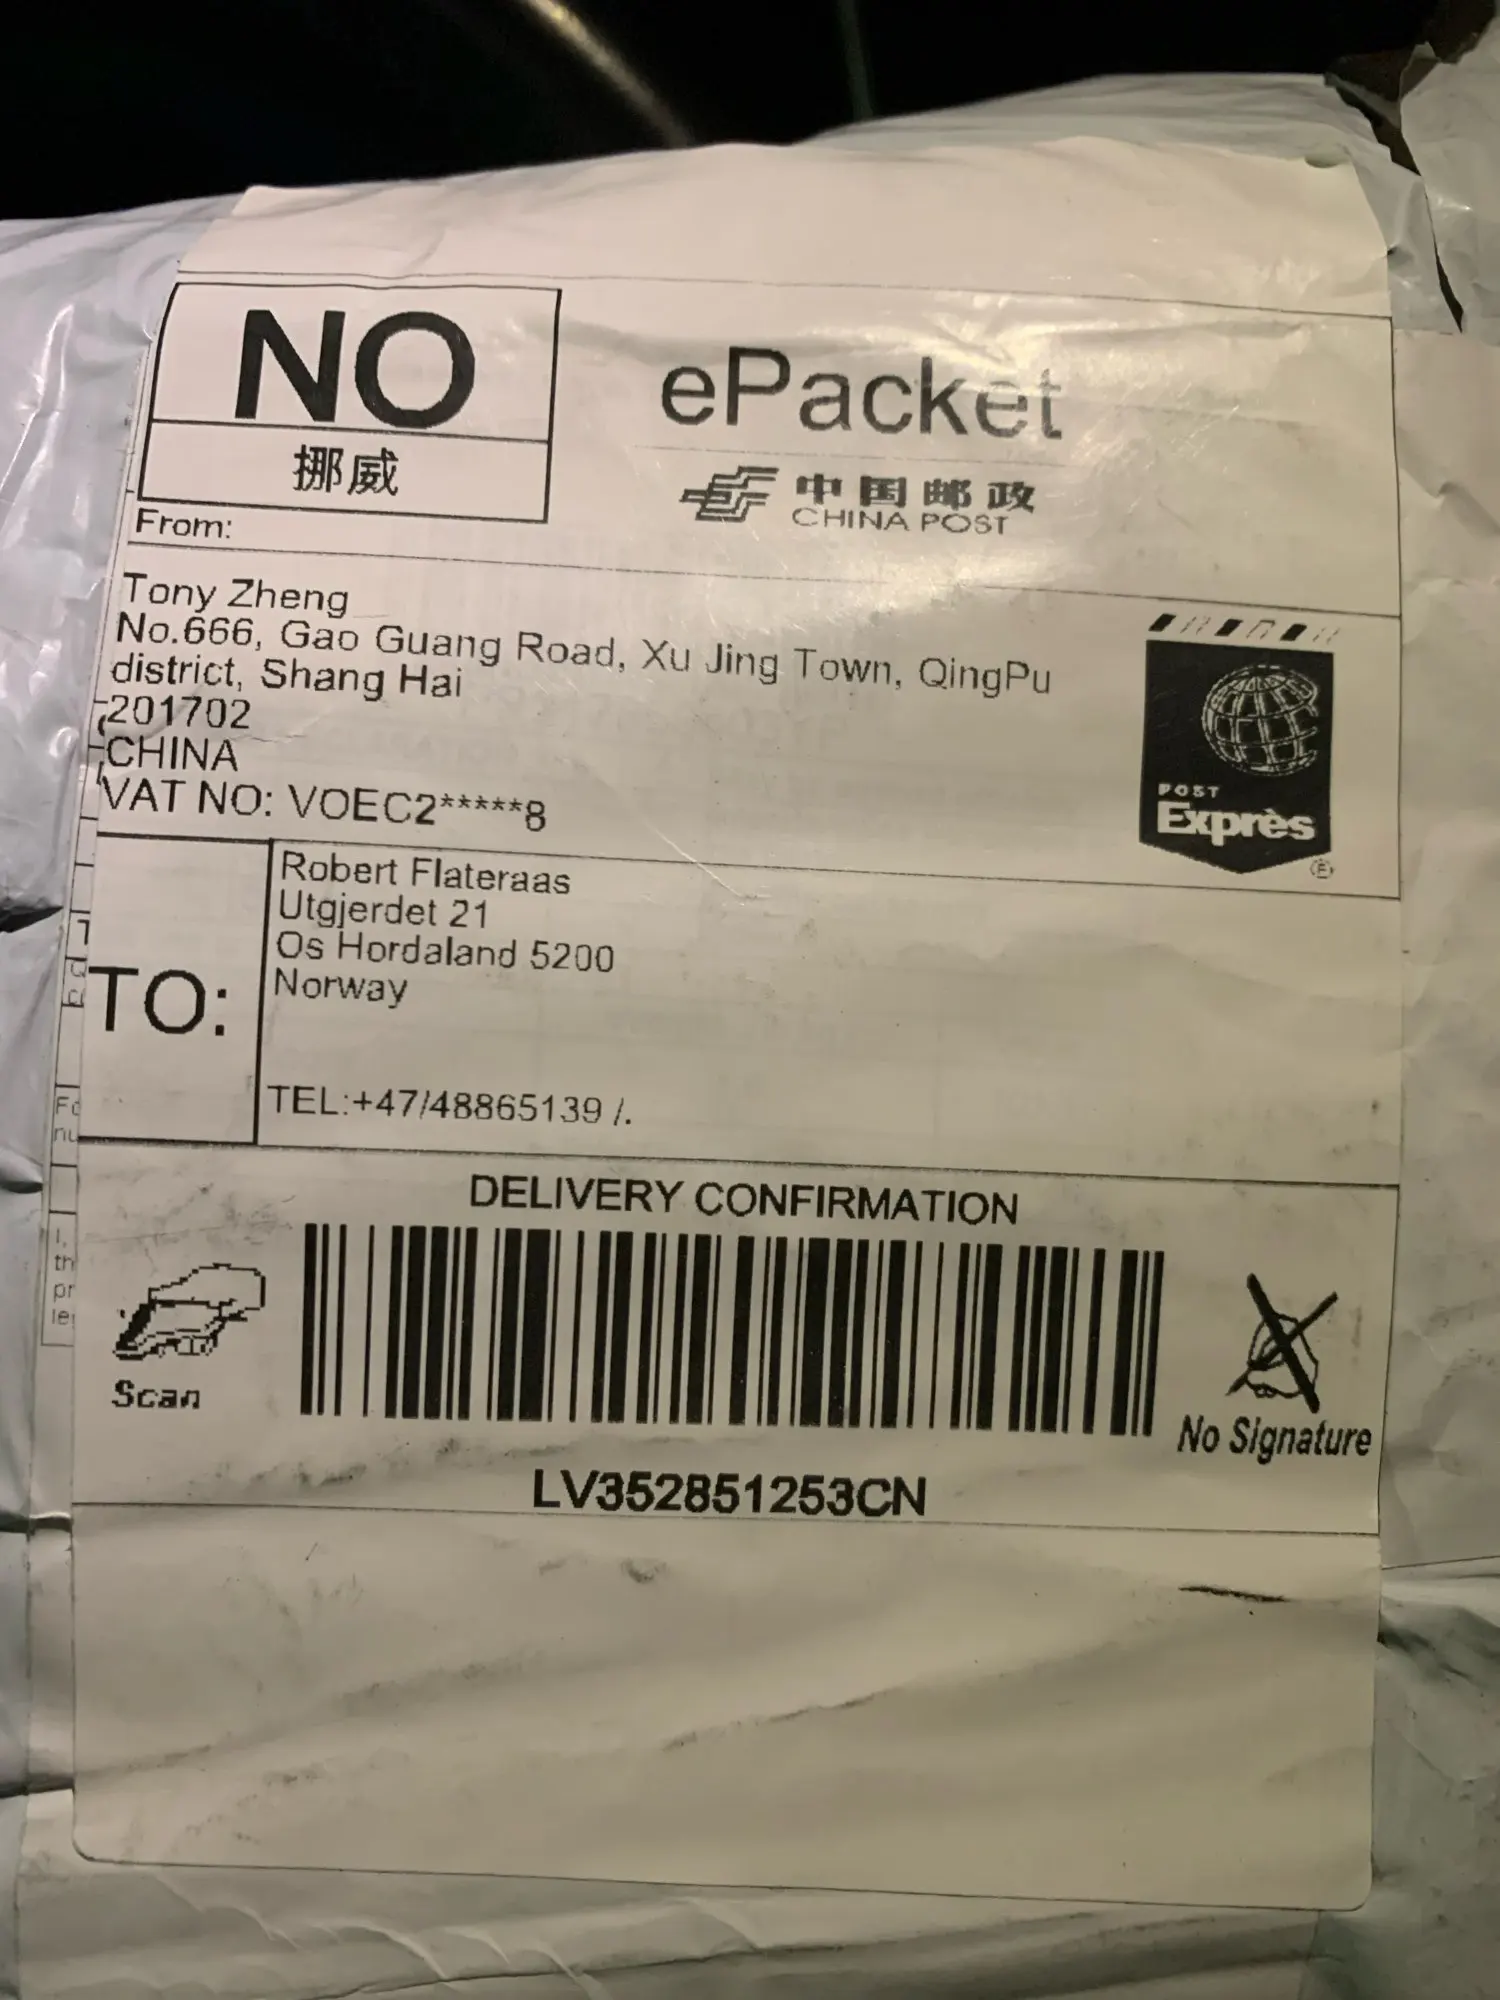 NO
挪威
ePacket
中国邮政
CHINA POST
From:
Tony Zheng
No.666, Gao Guang Road, Xu Jing Town, QingPu
district, Shang Hai
201702
CHINA
VAT NO: VOEC2*****8
POST
Exprès
TO:
Robert Flateraas
Utgjerdet 21
Os Hordaland 5200
Norway
TEL:+47/48865139 /.
DELIVERY CONFIRMATION
Scan
No Signature
LV352851253CN